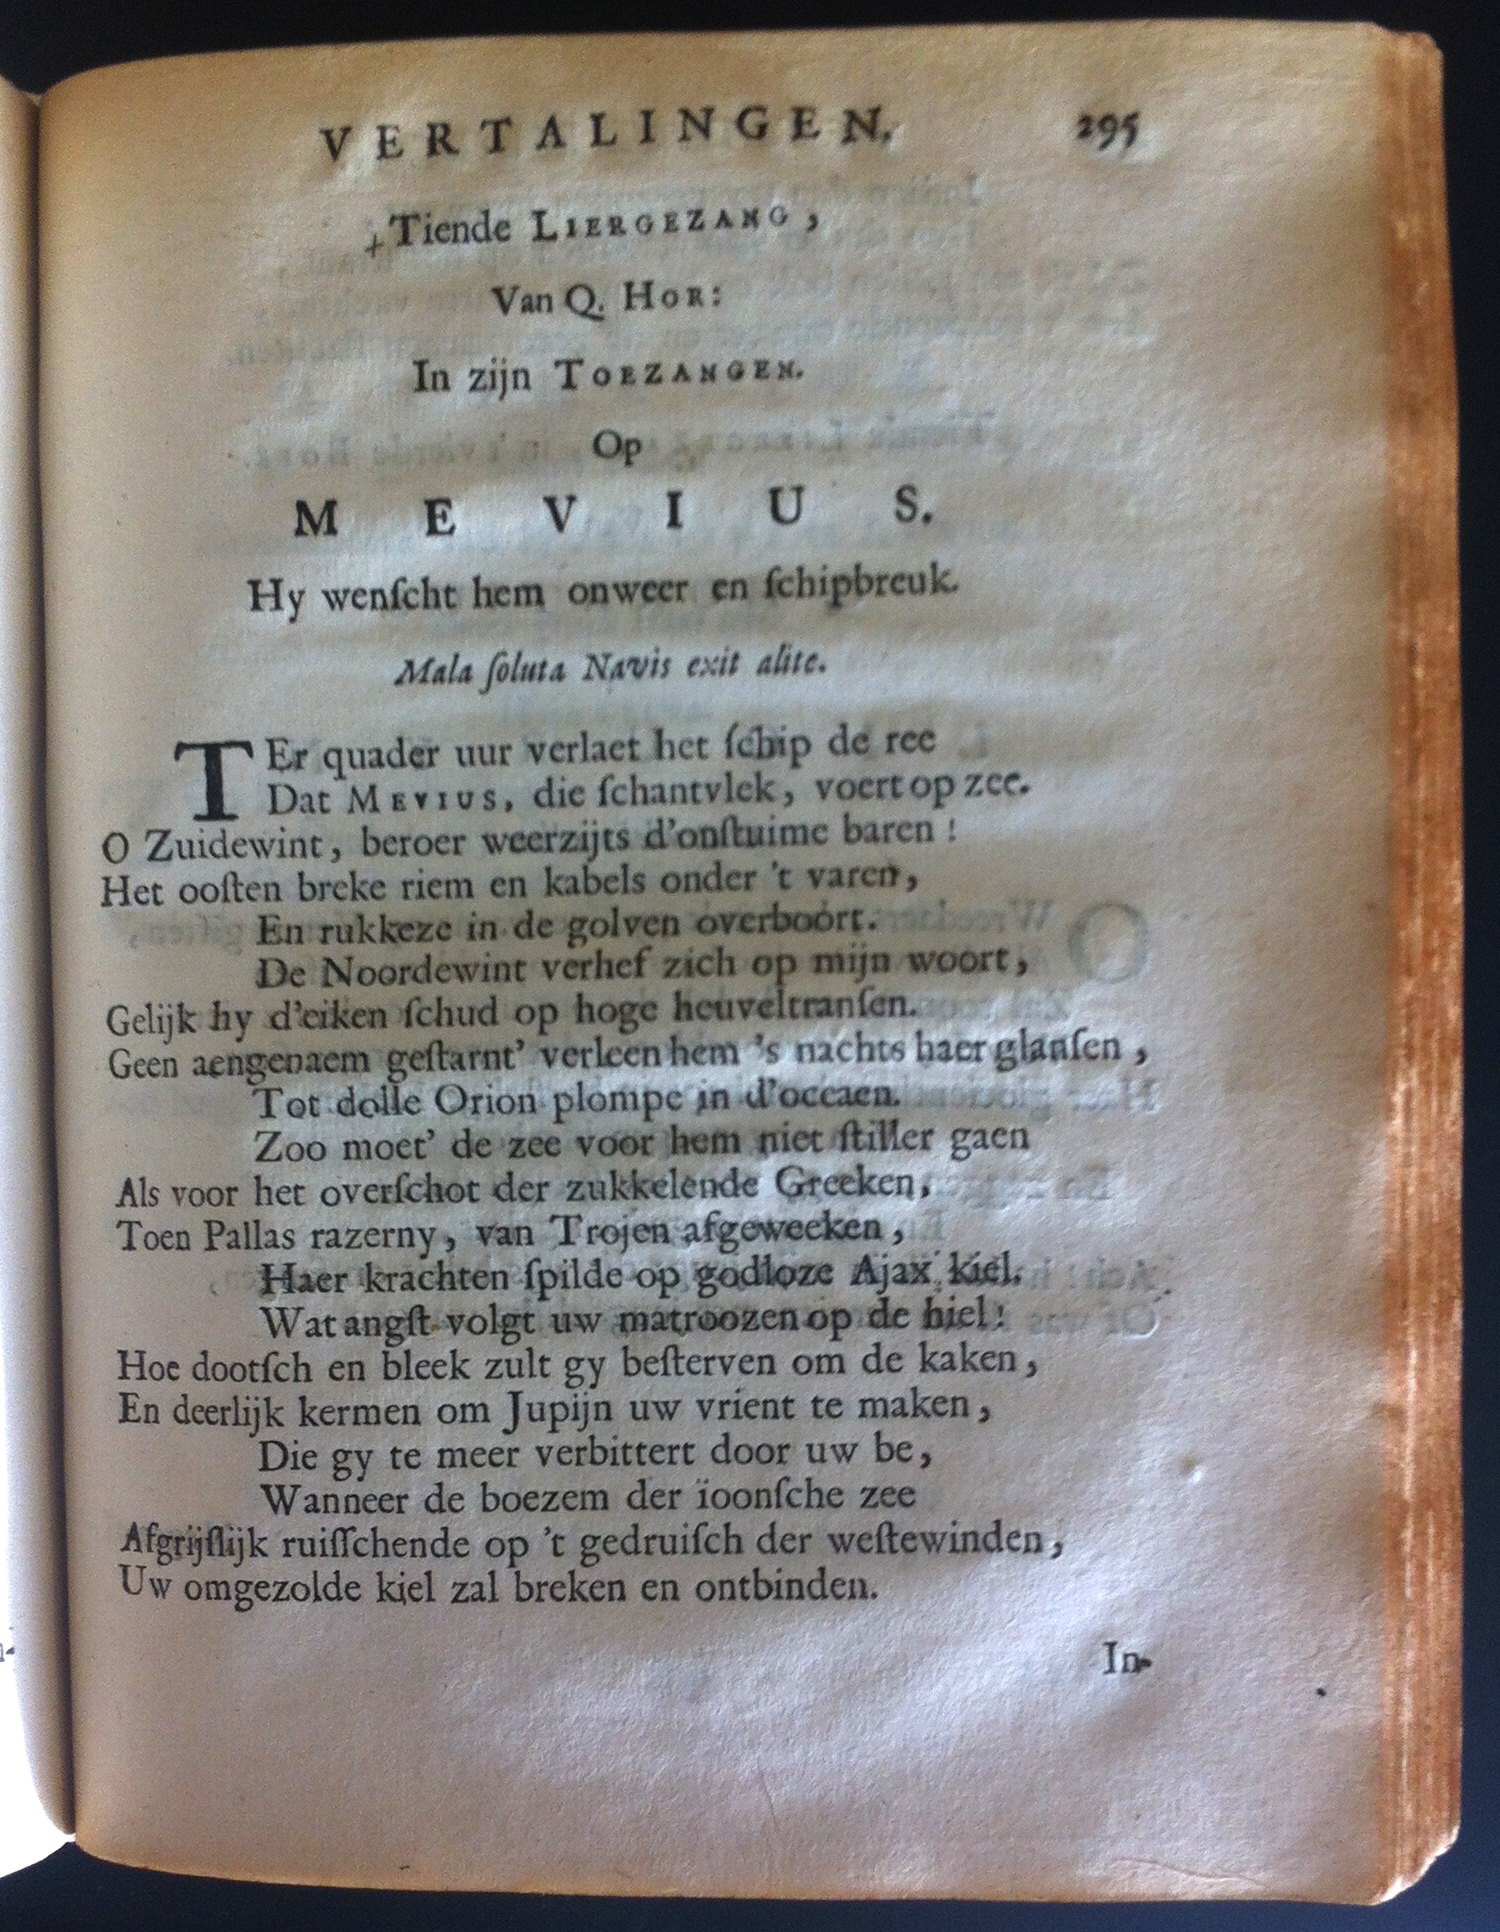 VERTALINGEN. 295
Tiende LIERGEZANG,
Van Q. HOR:
In zijn TOEZANGEN.
Op
MEVIUS.
Hy wenſcht hem onweer en ſchipbreuk.
Mala ſoluta Navis exit alite.
TEr quader uur verlaet het ſchip de ree
Dat MEVIUS, die ſchantvlek, voert op zee.
O Zuidewint, beroer weerzijts d'onſtuime baren!
Het ooſten breke riem en kabels onder 't varen,
En rukkeze in de golven overboort.
De Noordewint verhef zich op mijn woort,
Gelijk hy d'eiken ſchud op hoge heuveltranſen.
Geen aengenaem geſtarnt' verleen hem 's nachts haer glanſen,
Tot dolle Orion plompe in d'occaen.
Zoo moet' de zee voor hem niet ſtiller gaen
Als voor het overſchot der zukkelende Greeken,
Toen Pallas razerny, van Trojen afgeweeken,
Haer krachten ſpilde op godloze Ajax kiel.
Wat angſt volgt uw matroozen op de hiel!
Hoe dootſch en bleek zult gy beſterven om de kaken,
En deerlijk kermen om Jupijn uw vrient te maken,
Die gy te meer verbittert door uw be,
Wanneer de boezem der ïoonſche zee
Afgrijſlijk ruiſſchende op 't gedruiſch der weſtewinden,
Uw omgezolde kiel zal breken en ontbinden.
In-